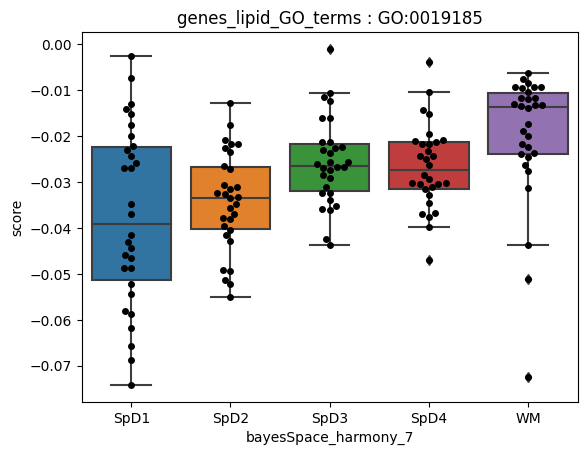 genes_lipid_GO_terms : GO:0019185
0.00
−0.01
−0.02
−0.03
−0.04
−0.05
−0.06
−0.07
score
SpD1 SpD2 SpD3 SpD4 WM
bayesSpace_harmony_7